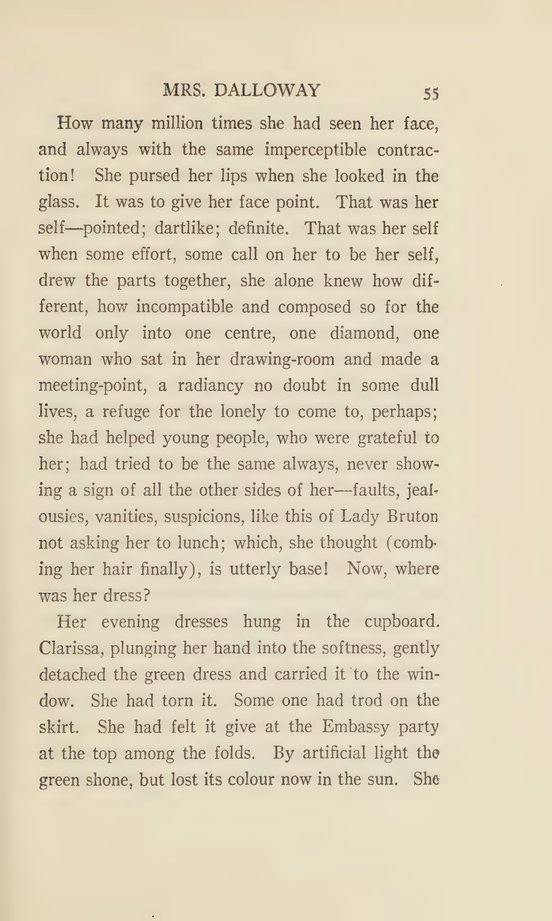 MRS. DALLOWAY 55
How many million times she had seen her face,
and always with the same imperceptible contrac-
tion! She pursed her lips when she looked in the
glass. It was to give her face point. That was her
self—pointed; dartlike; definite. That was her self
when some effort, some call on her to be her self,
drew the parts together, she alone knew how dif-
ferent, how incompatible and composed so for the
world only into one centre, one diamond, one
woman who sat in her drawing-room and made a
meeting-point, a radiancy no doubt in some dull
lives, a refuge for the lonely to come to, perhaps;
she had helped young people, who were grateful to
her; had tried to be the same always, never show-
ing a sign of all the other sides of her—faults, jeal-
ousies, vanities, suspicions, like this of Lady Bruton
not asking her to lunch; which, she thought (comb-
ing her hair finally), is utterly base! Now, where
was her dress?
Her evening dresses hung in the cupboard.
Clarissa, plunging her hand into the softness, gently
detached the green dress and carried it to the win-
dow. She had torn it. Some one had trod on the
skirt. She had felt it give at the Embassy party
at the top among the folds. By artificial light the
green shone, but lost its colour now in the sun. She